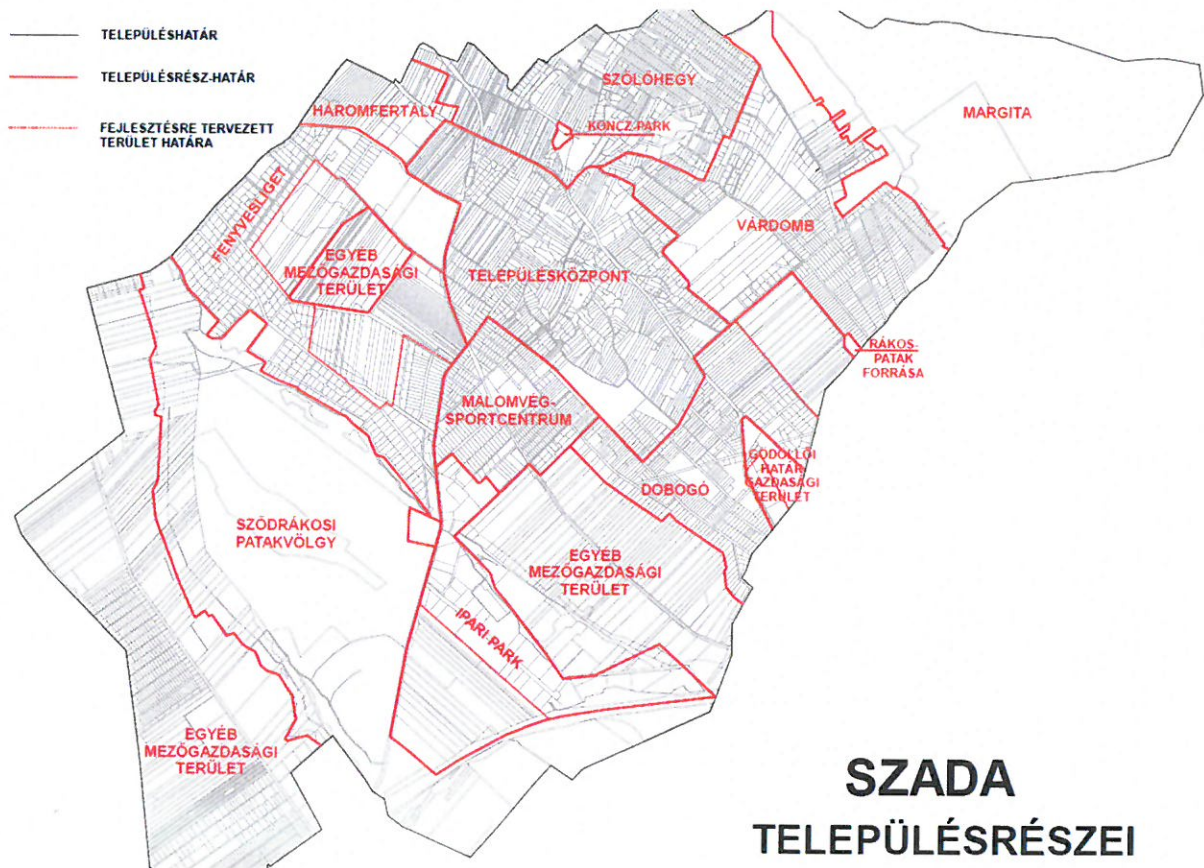 TELEPÜLÉSHATÁR
TELEPÜLÉSRÉSZ-HATÁR
FEJLESZTÉSRE TERVEZETT
TERÜLET HATÁRA
SZŐLŐHEGY
HÁROMFERTÁLY
KONCZ-PARK
MARGITA
FENYVESLIGET
VÁRDOMB
EGYÉB
MEZŐGAZDASÁGI
TERÜLET
TELEPÜLÉSKÖZPONT
RÁKOS-
PATAK
FORRÁSA
MALOMVÉG-
SPORTCENTRUM
GÖDÖLLŐI
HATÁR
GAZDASÁGI
TERÜLET
DOBOGÓ
SZŐDRÁKOSI
PATAKVÖLGY
EGYÉB
MEZŐGAZDASÁGI
TERÜLET
IPARI-PARK
EGYÉB
MEZŐGAZDASÁGI
TERÜLET
SZADA
TELEPÜLÉSRÉSZEI